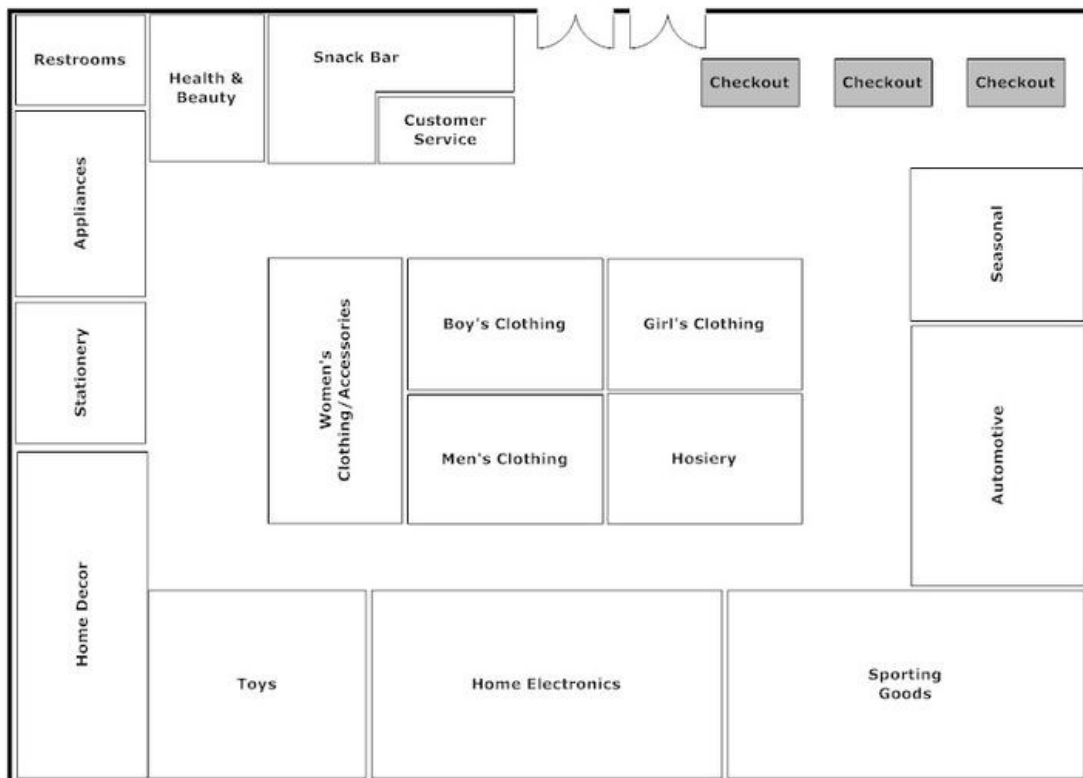 Restrooms
Health &
Beauty
Snack Bar
Customer
Service
Checkout
Checkout
Checkout
Appliances
Seasonal
Stationery
Women's
Clothing/Accessories
Boy's Clothing
Girl's Clothing
Men's Clothing
Hosiery
Automotive
Home Decor
Toys
Home Electronics
Sporting
Goods